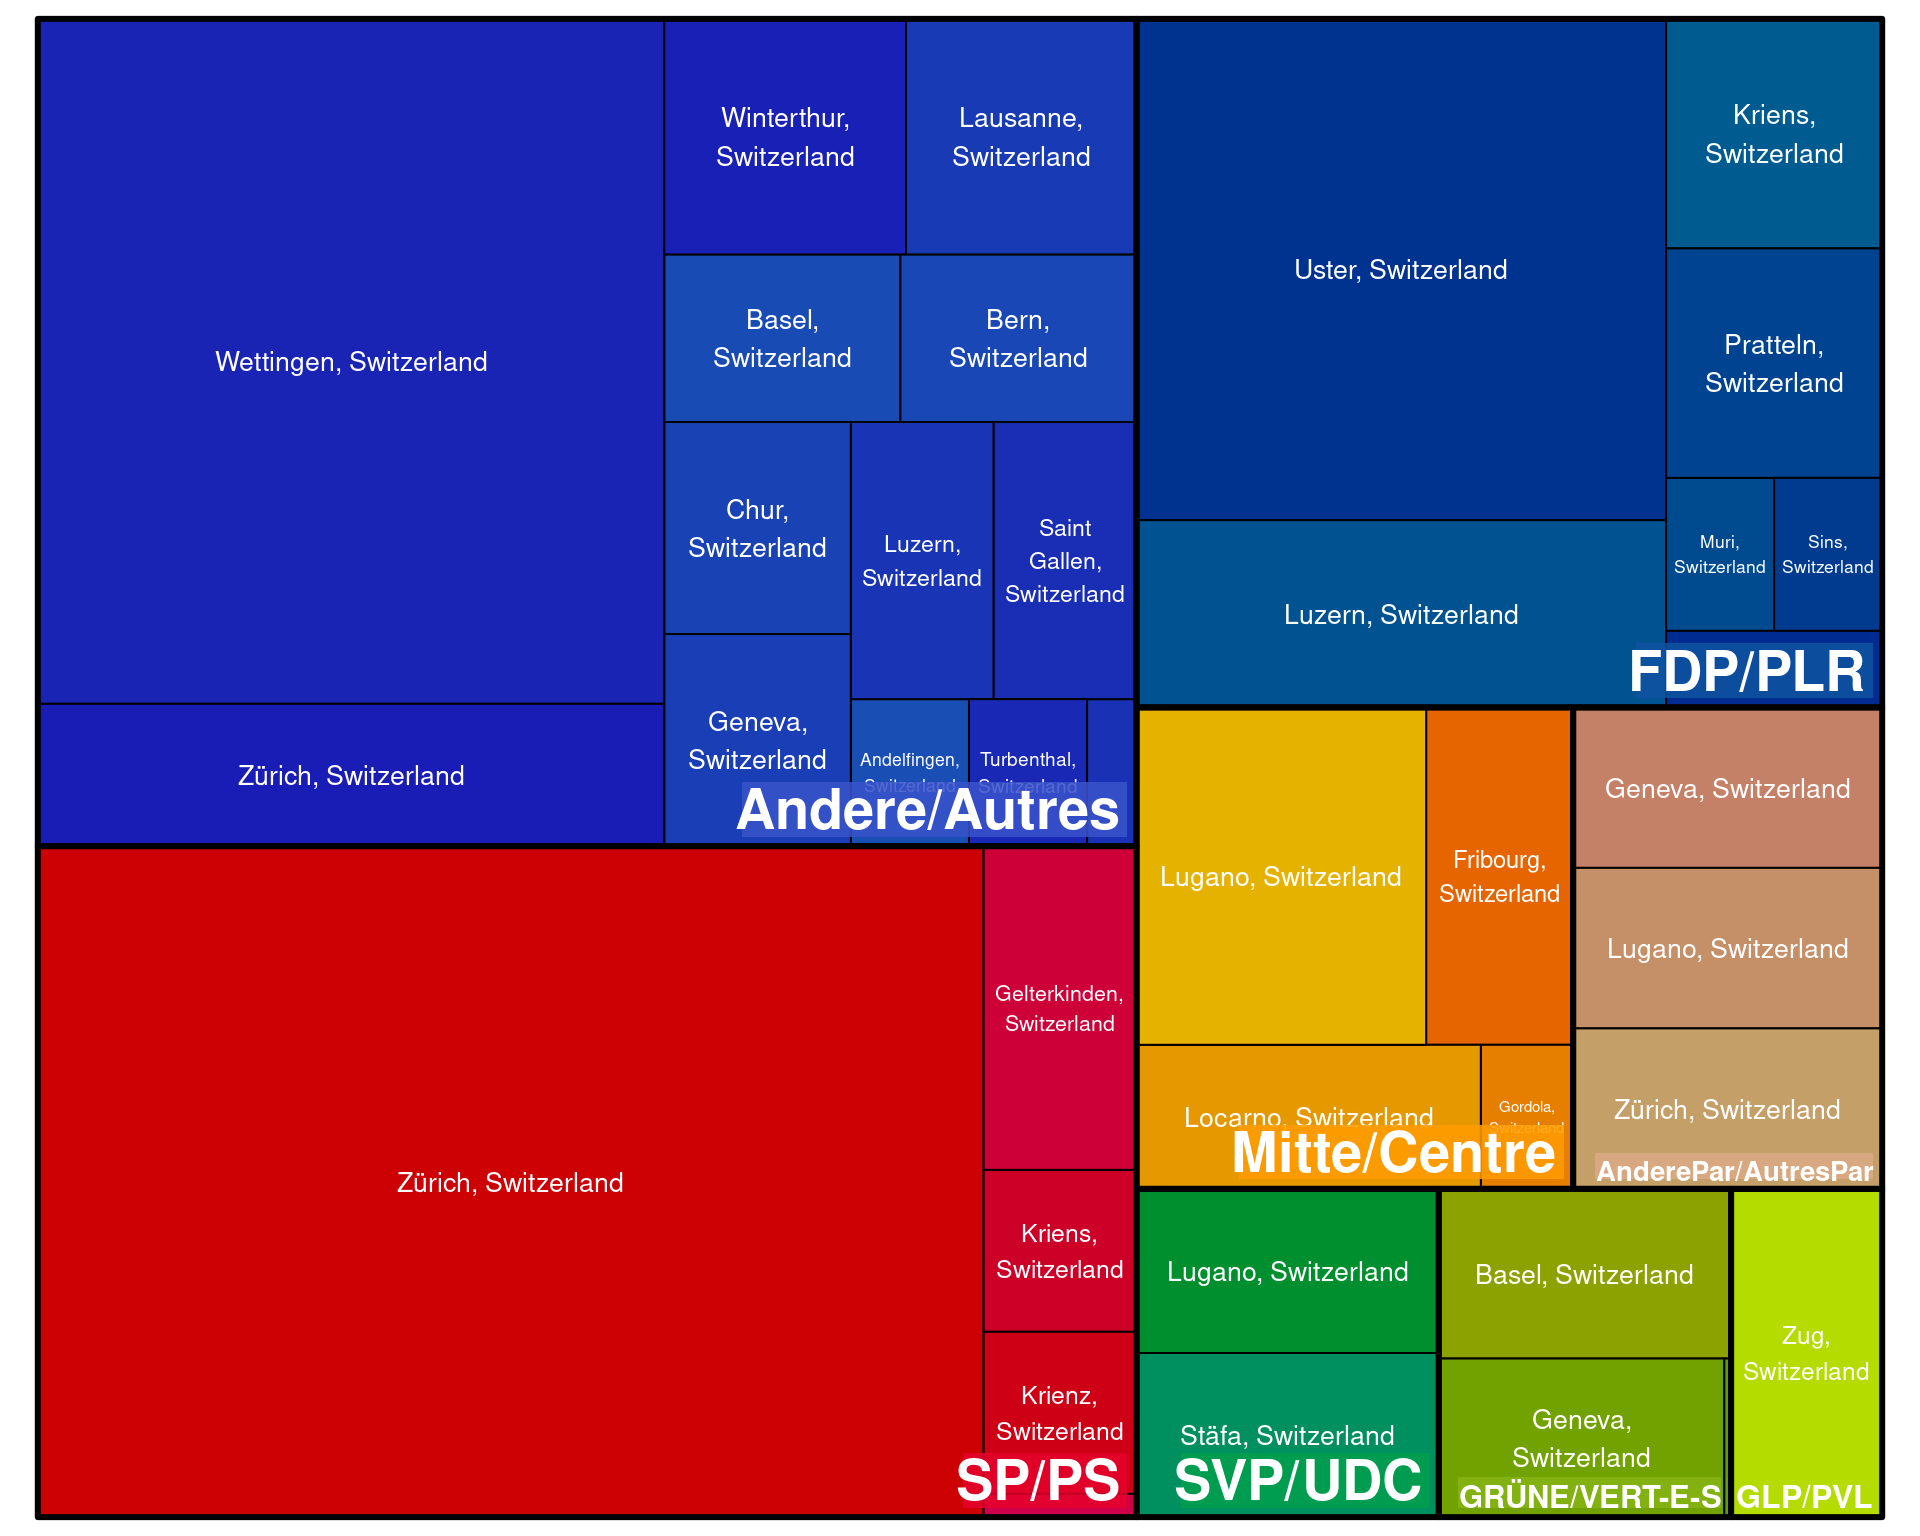 Wettingen, Switzerland
Zürich, Switzerland
Winterthur,
Switzerland
Lausanne,
Switzerland
Basel,
Switzerland
Bern,
Switzerland
Chur,
Switzerland
Geneva,
Switzerland
Luzern,
Switzerland
Saint
Gallen,
Switzerland
Andelfingen,
Switzerland
Turbenthal,
Switzerland
Andere/Autres
Zürich, Switzerland
Gelterkinden,
Switzerland
Kriens,
Switzerland
Krienz,
Switzerland
SP/PS
Uster, Switzerland
Luzern, Switzerland
Kriens,
Switzerland
Pratteln,
Switzerland
Muri,
Switzerland
Sins,
Switzerland
FDP/PLR
Lugano, Switzerland
Fribourg,
Switzerland
Locarno, Switzerland
Gordola,
Switzerland
Mitte/Centre
Geneva, Switzerland
Lugano, Switzerland
Zürich, Switzerland
AnderePar/AutresPar
Lugano, Switzerland
Stäfa, Switzerland
SVP/UDC
Basel, Switzerland
Geneva,
Switzerland
GRÜNE/VERT-E-S
Zug,
Switzerland
GLP/PVL